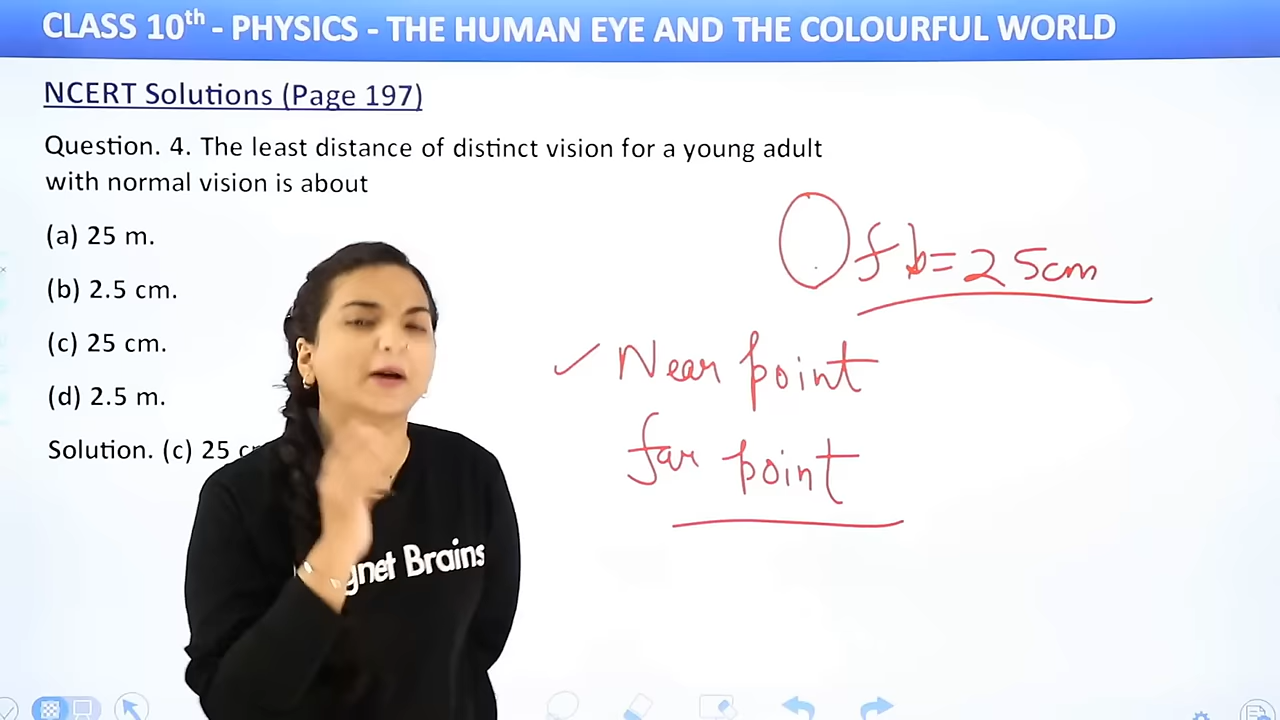 CLASS 10th - PHYSICS - THE HUMAN EYE AND THE COLOURFUL WORLD
NCERT Solutions (Page 197)
Question. 4. The least distance of distinct vision for a young adult
with normal vision is about
(a) 25 m.
(b) 2.5 cm.
(c) 25 cm.
(d) 2.5 m.
Solution. (c) 25
= 25cm
✓ Near point
far point
Brains